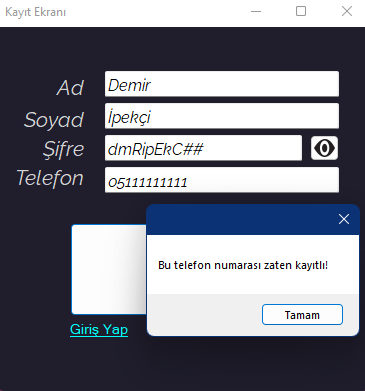 Kayıt Ekranı
Ad Demir
Soyad İpekçi
Şifre dmRipEkC##
Telefon 05111111111
Bu telefon numarası zaten kayıtlı!
Tamam
Giriş Yap